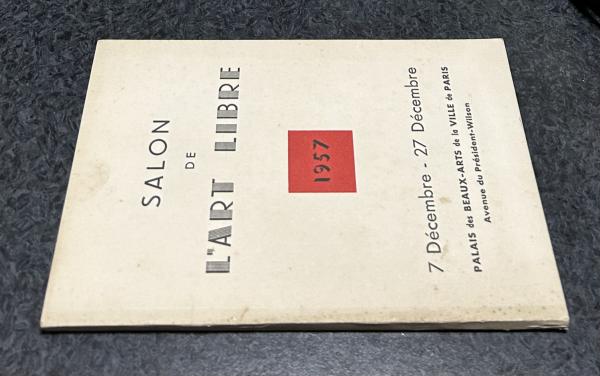 SALON
DE
L'ART LIBRE
1957
7 Décembre - 27 Décembre
PALAIS des BEAUX-ARTS de la VILLE de PARIS
Avenue du Président-Wilson